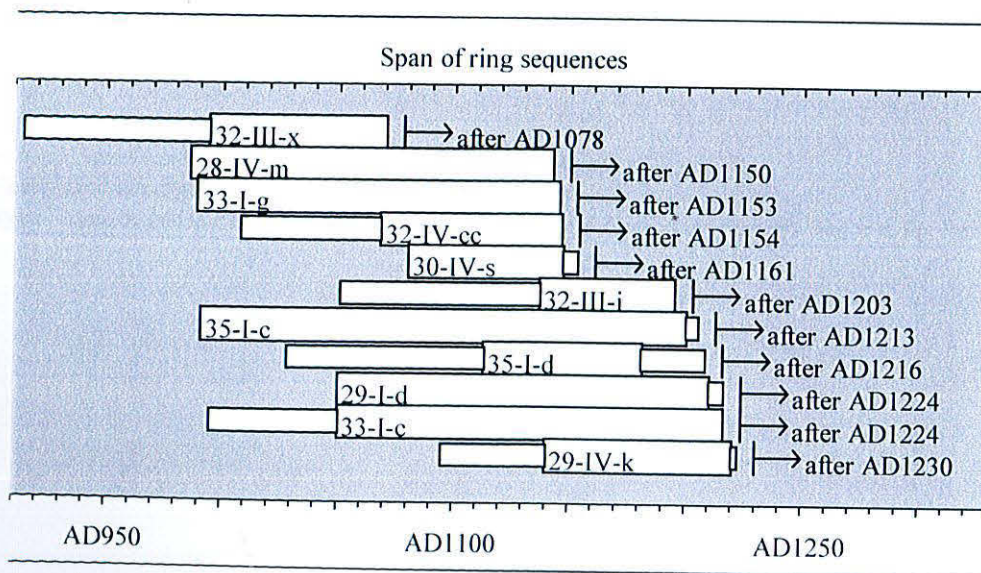 Span of ring sequences
32-III-x after AD1078
28-IV-m after AD1150
33-I-g after AD1153
32-IV-cc after AD1154
30-IV-s after AD1161
32-III-i after AD1203
35-I-c after AD1213
35-I-d after AD1216
29-I-d after AD1224
33-I-c after AD1224
29-IV-k after AD1230
AD950 AD1100 AD1250